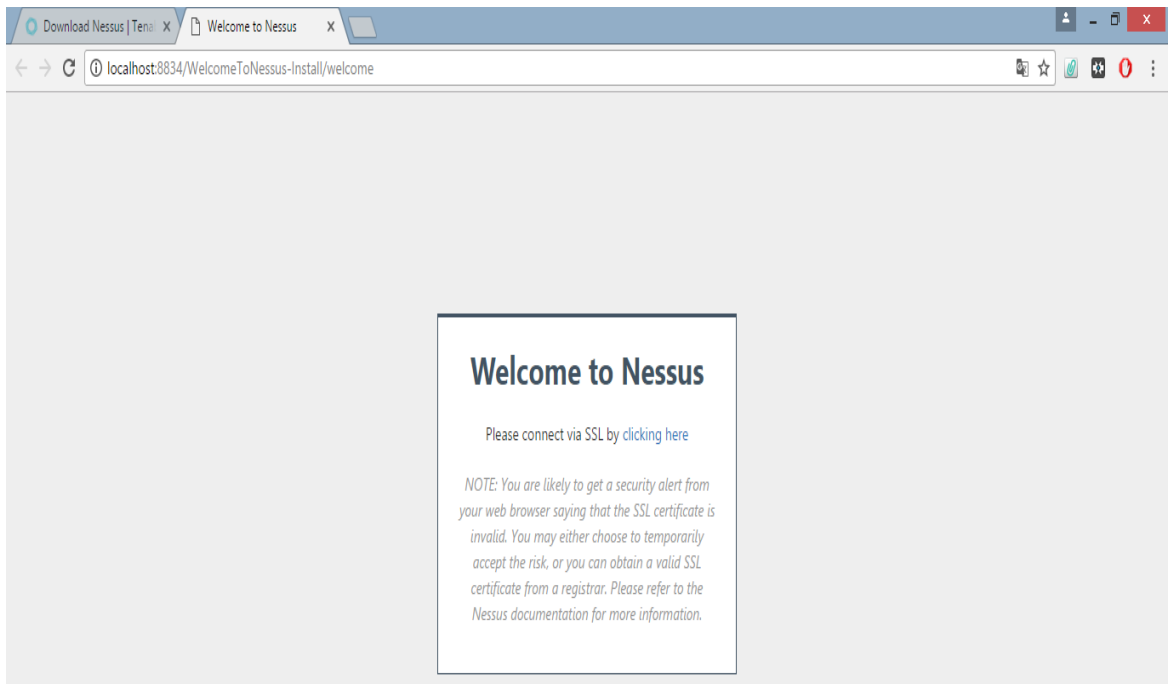 Download Nessus | Tena
Welcome to Nessus
localhost:8834/WelcomeToNessus-Install/welcome
Welcome to Nessus
Please connect via SSL by clicking here
NOTE: You are likely to get a security alert from
your web browser saying that the SSL certificate is
invalid. You may either choose to temporarily
accept the risk, or you can obtain a valid SSL
certificate from a registrar. Please refer to the
Nessus documentation for more information.